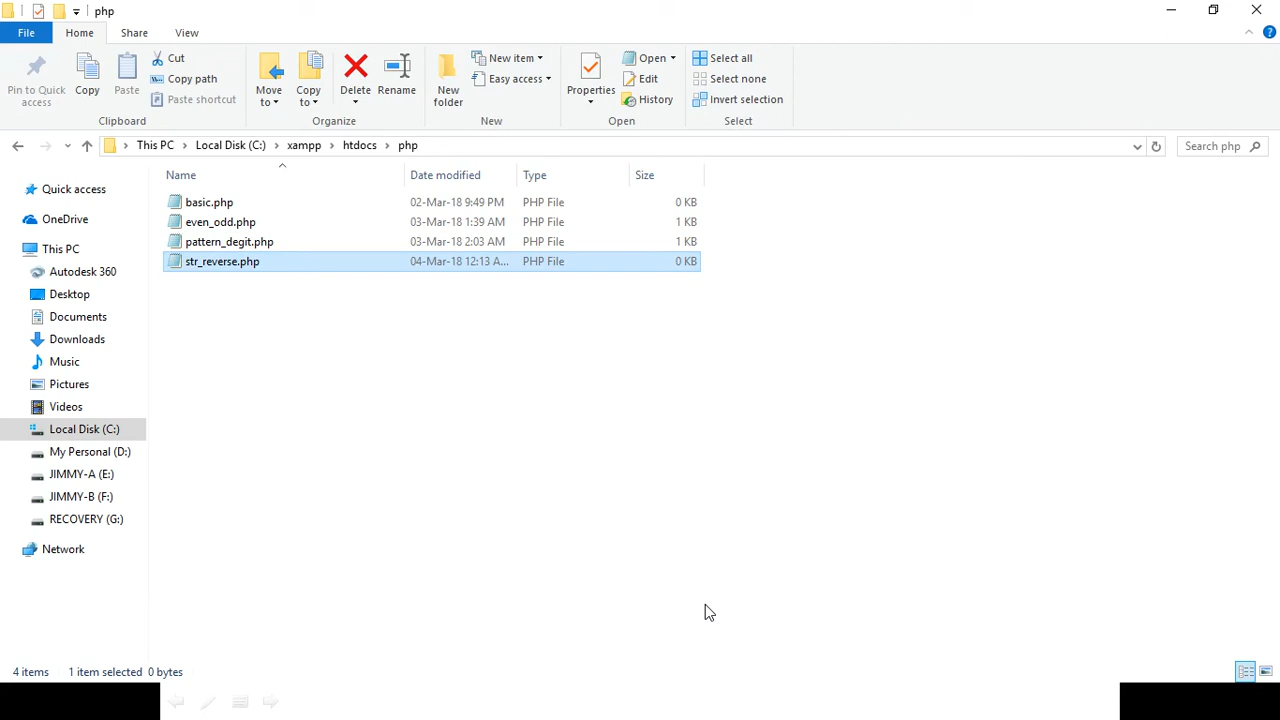 php
File Home Share View
Pin to Quick access
Copy
Paste
Cut
Copy path
Paste shortcut
Clipboard
Move to
Copy to
Delete
Rename
Organize
New folder
New item
Easy access
New
Properties
Open
Edit
History
Open
Select all
Select none
Invert selection
Select
This PC Local Disk (C:) xampp htdocs php
Search php
Name Date modified Type Size
basic.php 02-Mar-18 9:49 PM PHP File 0 KB
even_odd.php 03-Mar-18 1:39 AM PHP File 1 KB
pattern_degit.php 03-Mar-18 2:03 AM PHP File 1 KB
str_reverse.php 04-Mar-18 12:13 A... PHP File 0 KB
Quick access
OneDrive
This PC
Autodesk 360
Desktop
Documents
Downloads
Music
Pictures
Videos
Local Disk (C:)
My Personal (D:)
JIMMY-A (E:)
JIMMY-B (F:)
RECOVERY (G:)
Network
4 items 1 item selected 0 bytes